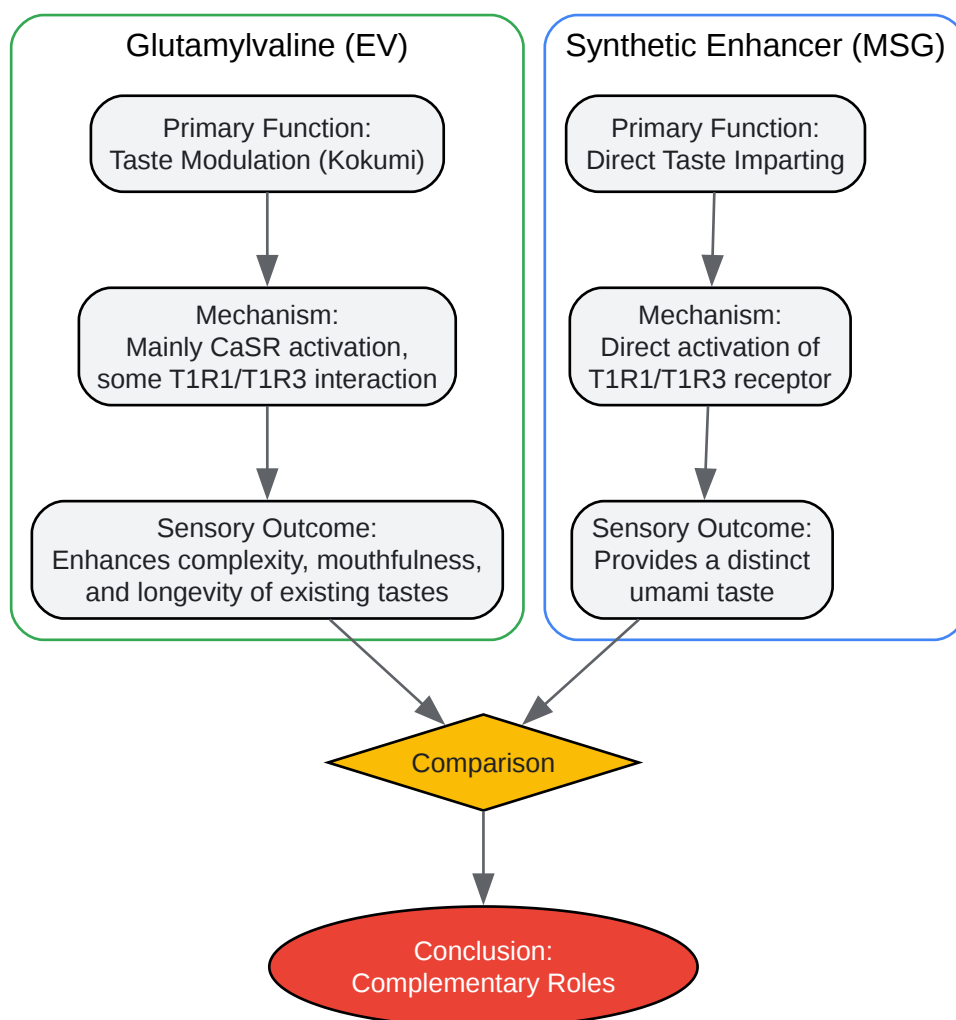 Glutamylvaline (EV)
Primary Function:
Taste Modulation (Kokumi)
Mechanism:
Mainly CaSR activation,
some T1R1/T1R3 interaction
Sensory Outcome:
Enhances complexity, mouthfulness,
and longevity of existing tastes
Synthetic Enhancer (MSG)
Primary Function:
Direct Taste Imparting
Mechanism:
Direct activation of
T1R1/T1R3 receptor
Sensory Outcome:
Provides a distinct
umami taste
Comparison
Conclusion:
Complementary Roles